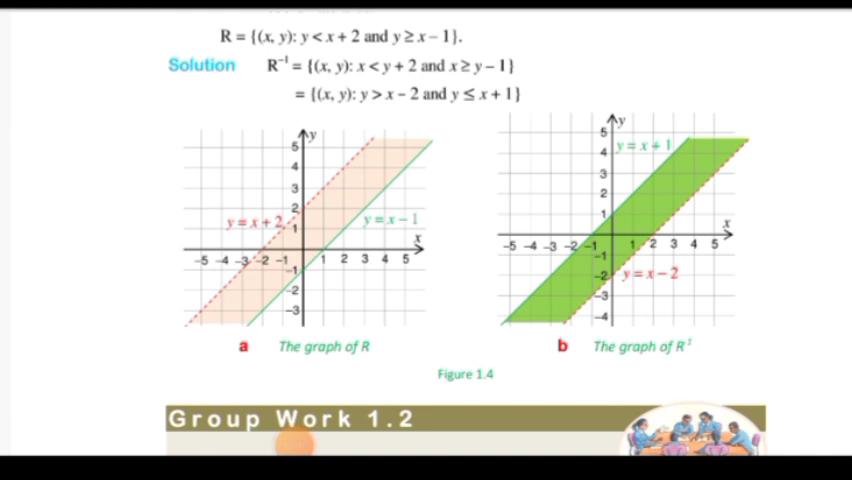 R = {(x, y): y < x + 2 and y ≥ x – 1}.
Solution R⁻¹ = {(x, y): x < y + 2 and x ≥ y – 1}
= {(x, y): y > x – 2 and y ≤ x + 1}
y
5
4
3
2
1
y = x + 2
y = x – 1
x
-5 -4 -3 -2 -1 1 2 3 4 5
-1
-2
-3
a The graph of R
y
5
4
3
2
1
y = x + 1
x
-5 -4 -3 -2 -1 1 2 3 4 5
-1
-2
y = x – 2
-3
-4
b The graph of R⁻¹
Figure 1.4
Group Work 1.2